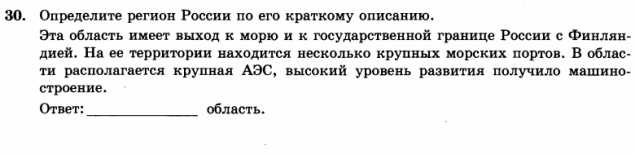 30. Определите регион России по его краткому описанию.
Эта область имеет выход к морю и к государственной границе России с Финлян-
дией. На ее территории находится несколько крупных морских портов. В облас-
ти располагается крупная АЭС, высокий уровень развития получило машино-
строение.
Ответ: ______________ область.